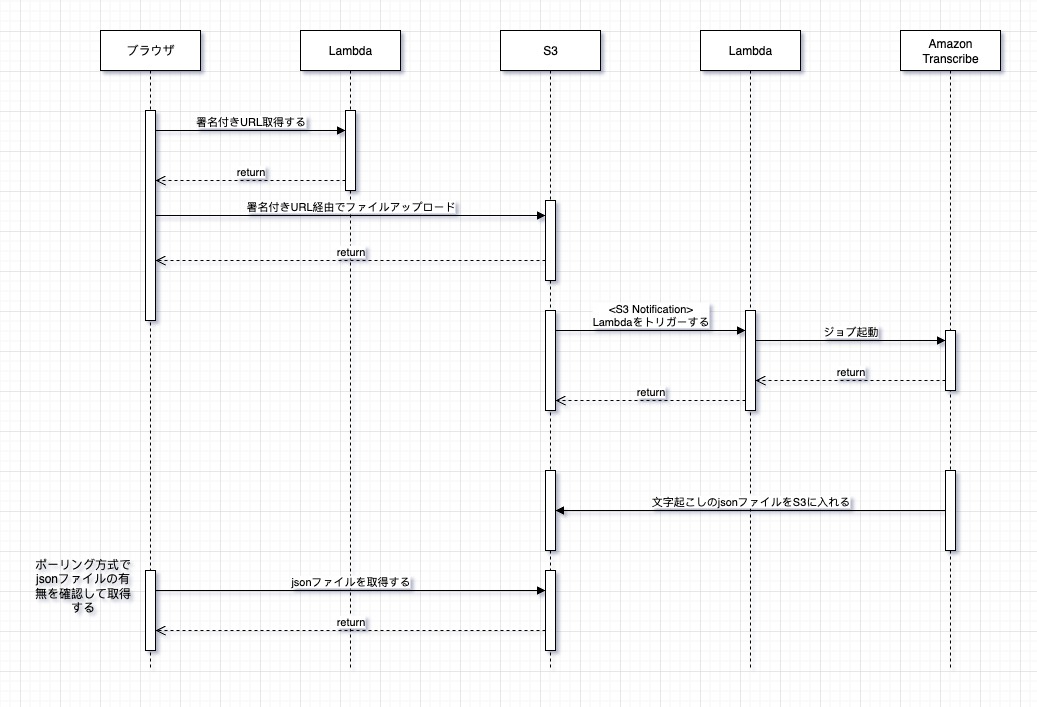 ブラウザ
Lambda
S3
Lambda
Amazon
Transcribe
署名付きURL取得する
return
署名付きURL経由でファイルアップロード
return
<S3 Notification>
Lambdaをトリガーする
ジョブ起動
return
return
文字起こしのjsonファイルをS3に入れる
ポーリング方式で
jsonファイルの有
無を確認して取得
する
jsonファイルを取得する
return